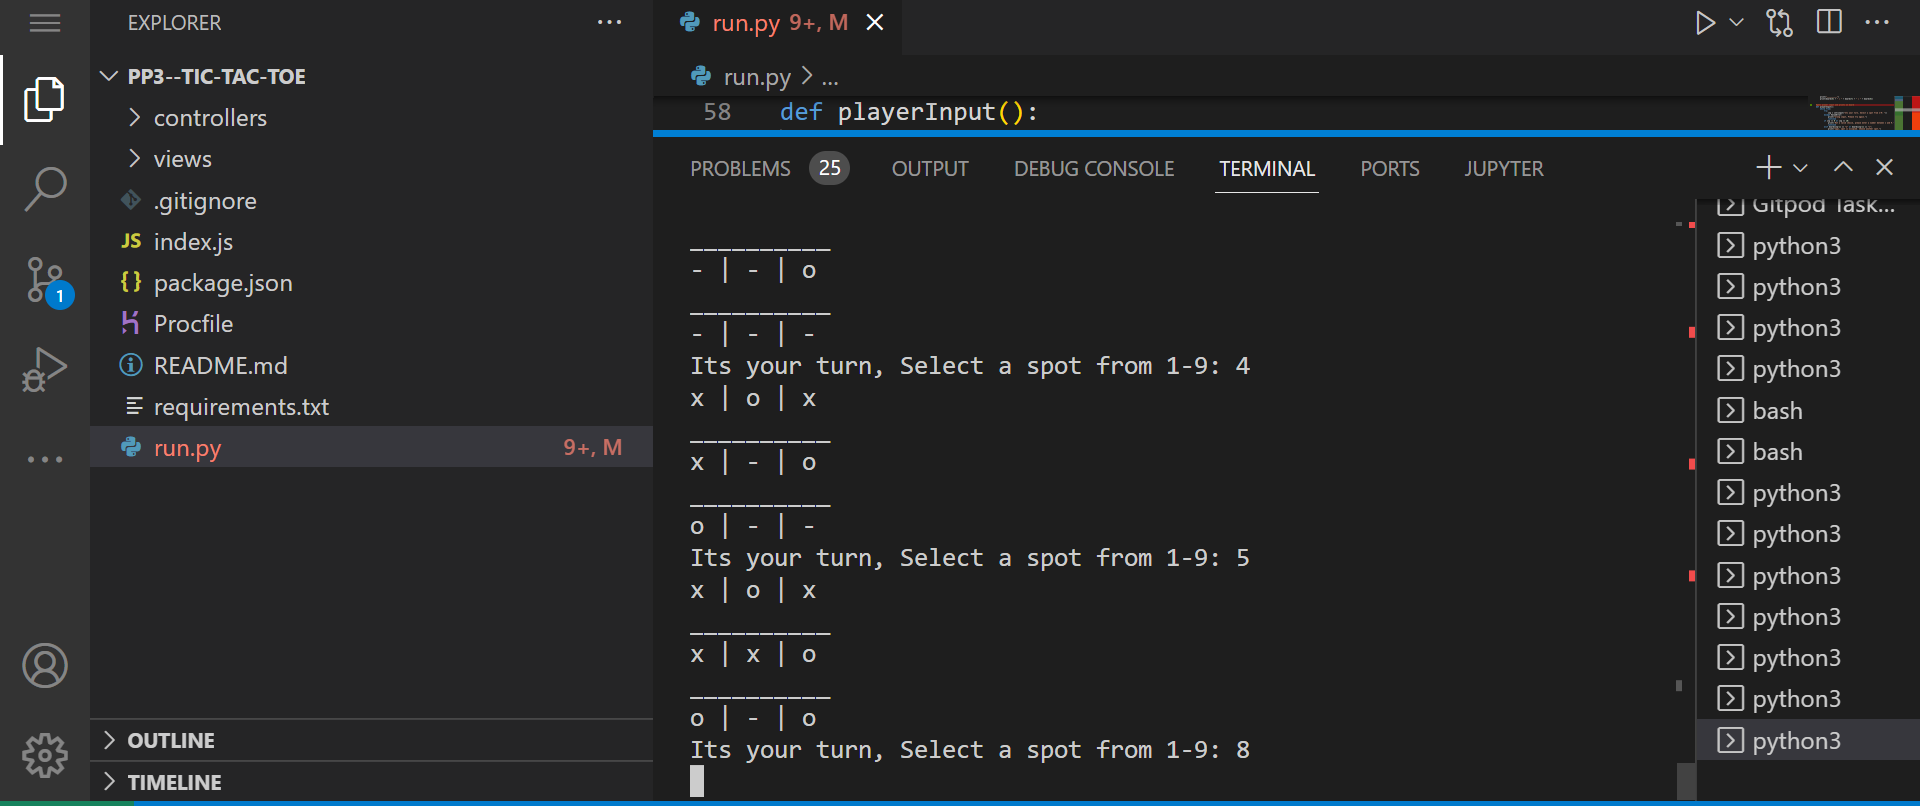 EXPLORER
PP3--TIC-TAC-TOE
controllers
views
.gitignore
JS index.js
{} package.json
Procfile
README.md
requirements.txt
run.py 9+, M
OUTLINE
TIMELINE
1
run.py 9+, M
run.py > ...
58 def playerInput():
PROBLEMS 25 OUTPUT DEBUG CONSOLE TERMINAL PORTS JUPYTER
__________
- | - | o
__________
- | - | -
Its your turn, Select a spot from 1-9: 4
x | o | x
__________
x | - | o
__________
o | - | -
Its your turn, Select a spot from 1-9: 5
x | o | x
__________
x | x | o
__________
o | - | o
Its your turn, Select a spot from 1-9: 8
Gitpod Task...
python3
python3
python3
python3
bash
bash
python3
python3
python3
python3
python3
python3
python3